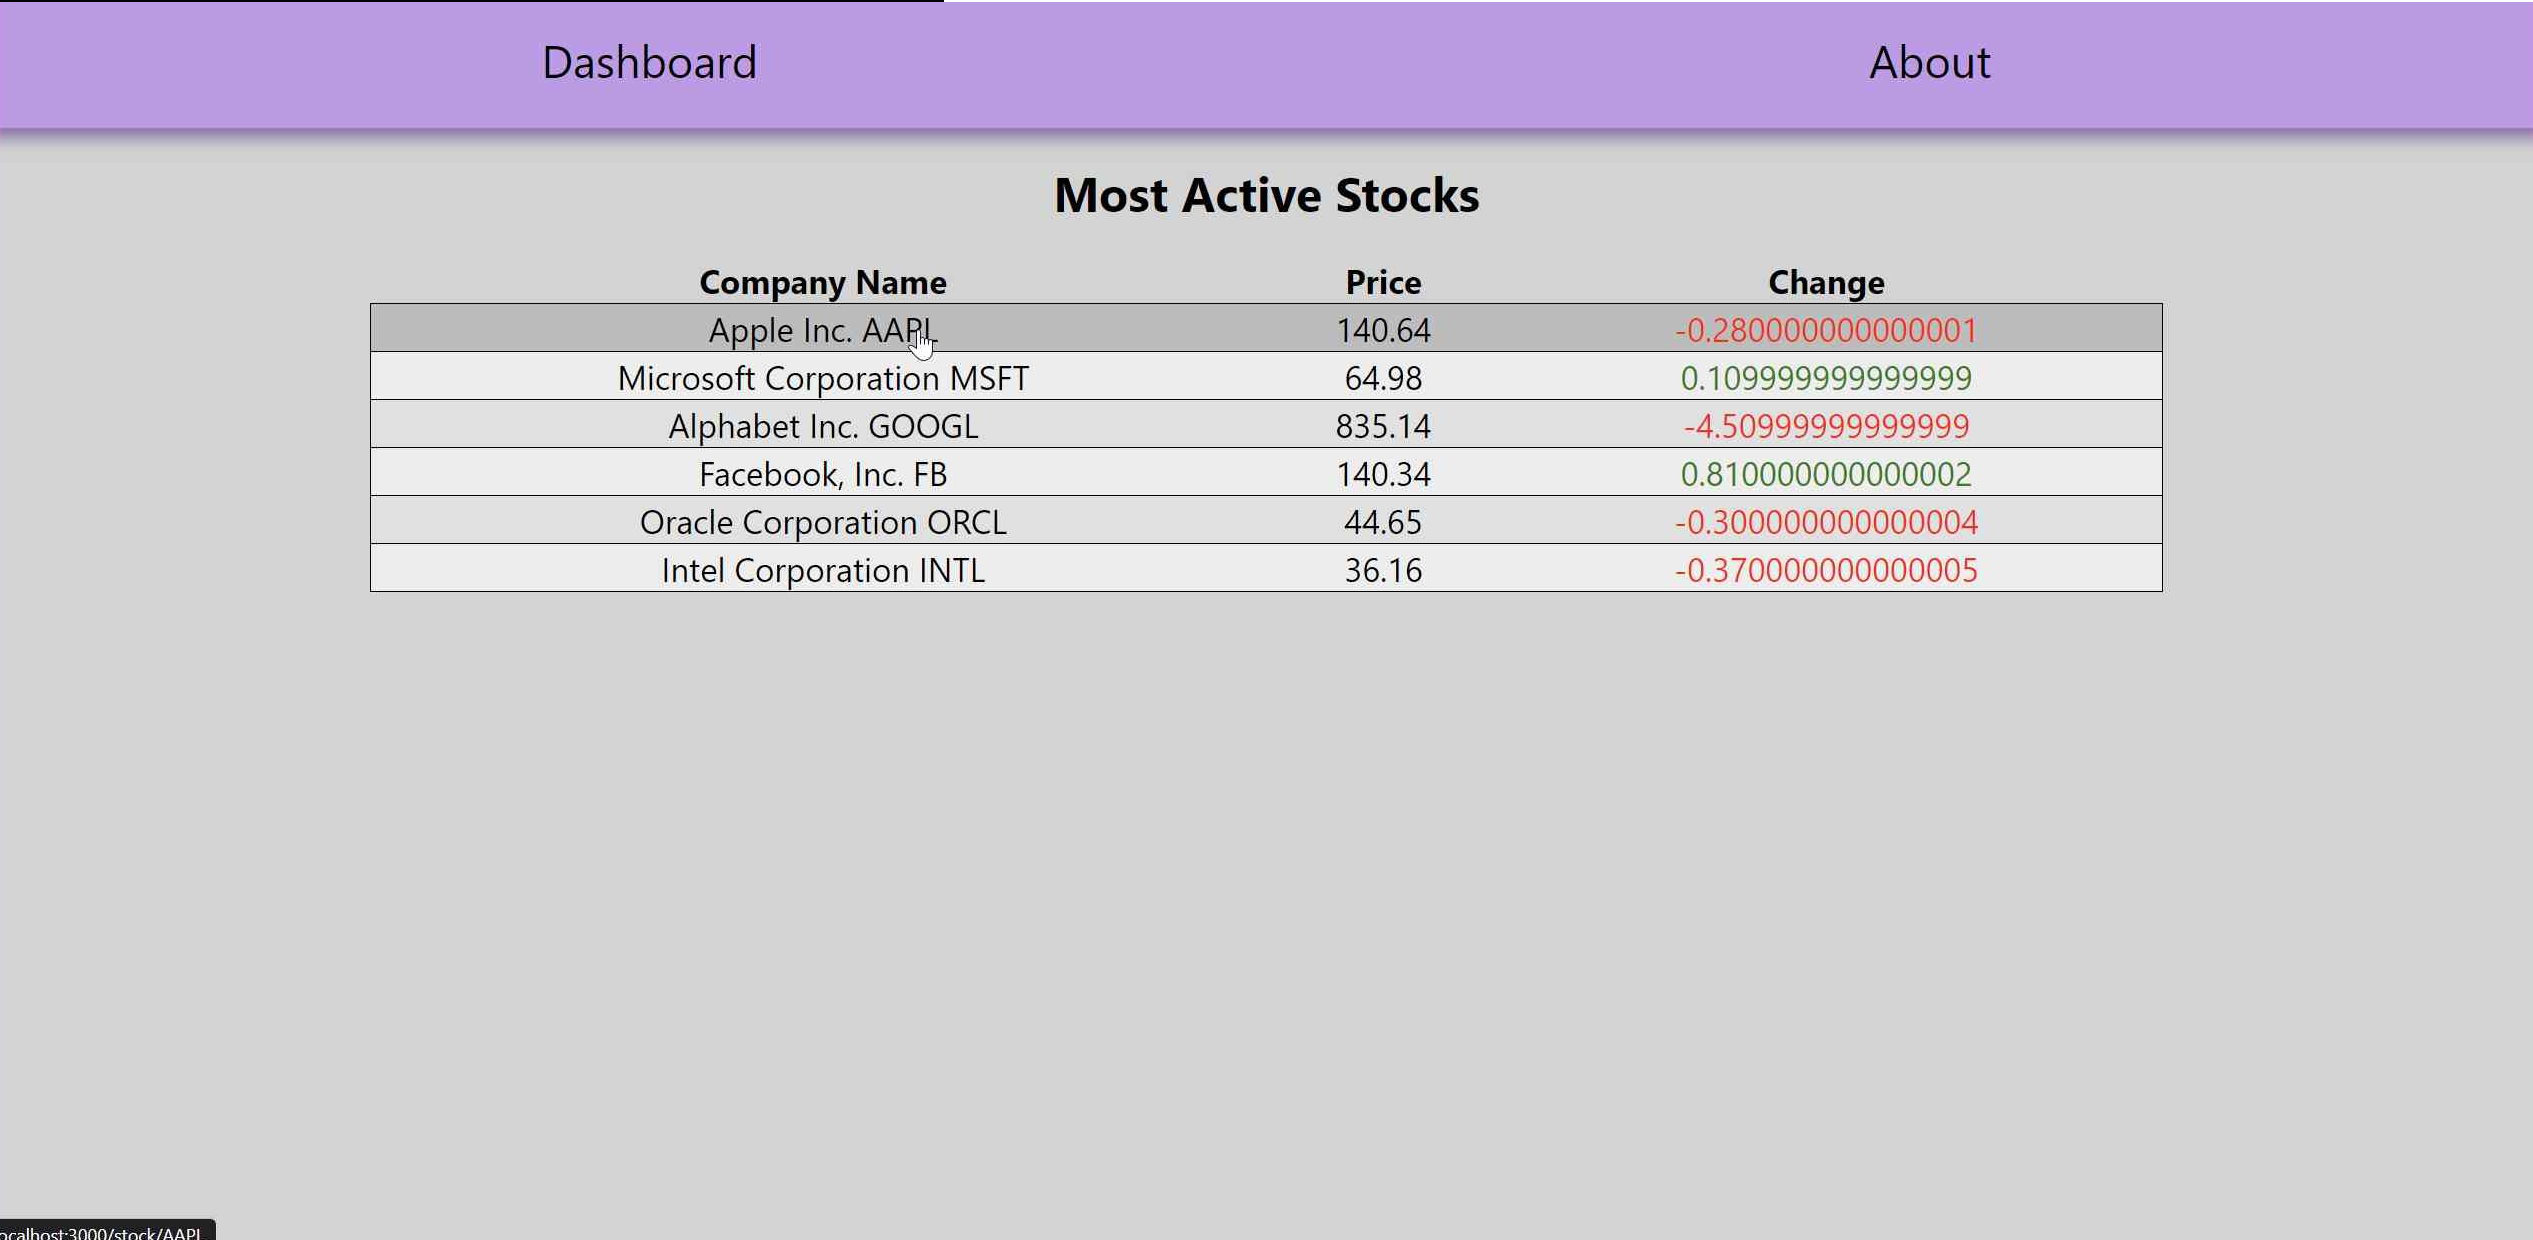 Dashboard About
Most Active Stocks
Company Name Price Change
Apple Inc. AAPL 140.64 -0.280000000000001
Microsoft Corporation MSFT 64.98 0.109999999999999
Alphabet Inc. GOOGL 835.14 -4.50999999999999
Facebook, Inc. FB 140.34 0.810000000000002
Oracle Corporation ORCL 44.65 -0.300000000000004
Intel Corporation INTL 36.16 -0.370000000000005
ocalhost:3000/stock/AAPL